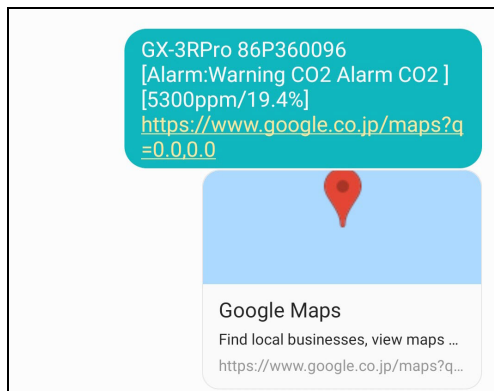 GX-3RPro 86P360096
[Alarm:Warning CO2 Alarm CO2 ]
[5300ppm/19.4%]
https://www.google.co.jp/maps?q
=0.0,0.0
Google Maps
Find local businesses, view maps ...
https://www.google.co.jp/maps?q...